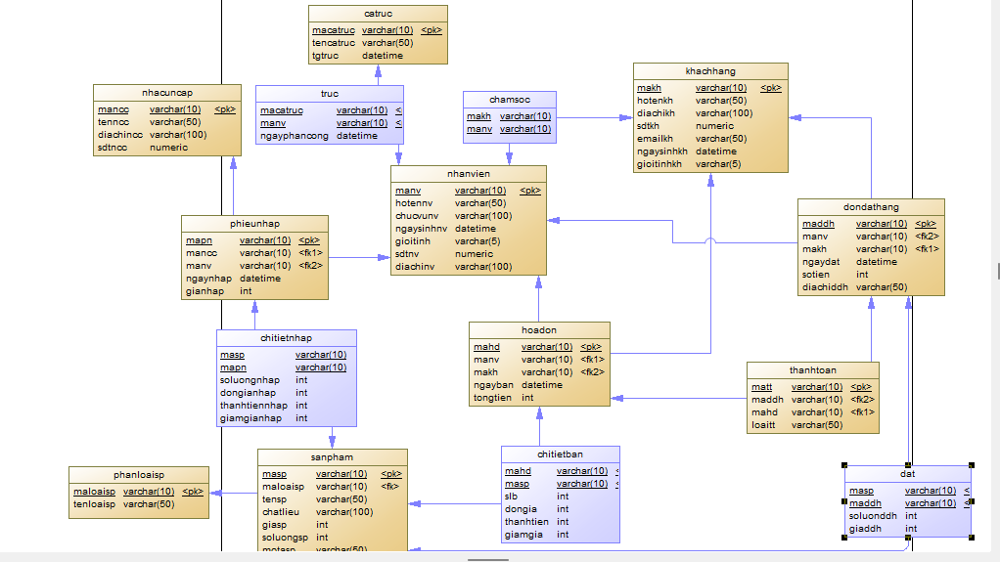 catruc
macatruc varchar(10) <pk>
tencatruc varchar(50)
tgtruc datetime
nhacuncap
mancc varchar(10) <pk>
tenncc varchar(50)
diachincc varchar(100)
sdtncc numeric
truc
macatruc varchar(10) <
manv varchar(10) <
ngayphancong datetime
chamsoc
makh varchar(10)
manv varchar(10)
khachhang
makh varchar(10) <pk>
hotenkh varchar(50)
diachikh varchar(100)
sdtkh numeric
emailkh varchar(50)
ngaysinhkh datetime
gioitinhkh varchar(5)
nhanvien
manv varchar(10) <pk>
hotennv varchar(50)
chucvunv varchar(100)
ngaysinhnv datetime
gioitinh varchar(5)
sdtnv numeric
diachinv varchar(100)
dondathang
maddh varchar(10) <pk>
manv varchar(10) <fk2>
makh varchar(10) <fk1>
ngaydat datetime
sotien int
diachiddh varchar(50)
phieunhap
mapn varchar(10) <pk>
mancc varchar(10) <fk1>
manv varchar(10) <fk2>
ngaynhap datetime
gianhap int
chitietnhap
masp varchar(10)
mapn varchar(10)
soluongnhap int
dongianhap int
thanhtiennhap int
giamgianhap int
hoadon
mahd varchar(10) <pk>
manv varchar(10) <fk1>
makh varchar(10) <fk2>
ngayban datetime
tongtien int
thanhtoan
matt varchar(10) <pk>
maddh varchar(10) <fk2>
mahd varchar(10) <fk1>
loaitt varchar(50)
phanloaisp
maloaisp varchar(10) <pk>
tenloaisp varchar(50)
sanpham
masp varchar(10) <pk>
maloaisp varchar(10) <fk>
tensp varchar(50)
chatlieu varchar(100)
giasp int
soluongsp int
motasp varchar(50)
chitietban
mahd varchar(10) <
masp varchar(10) <
slb int
dongia int
thanhtien int
giamgia int
dat
masp varchar(10) <
maddh varchar(10) <
soluonddh int
giaddh int